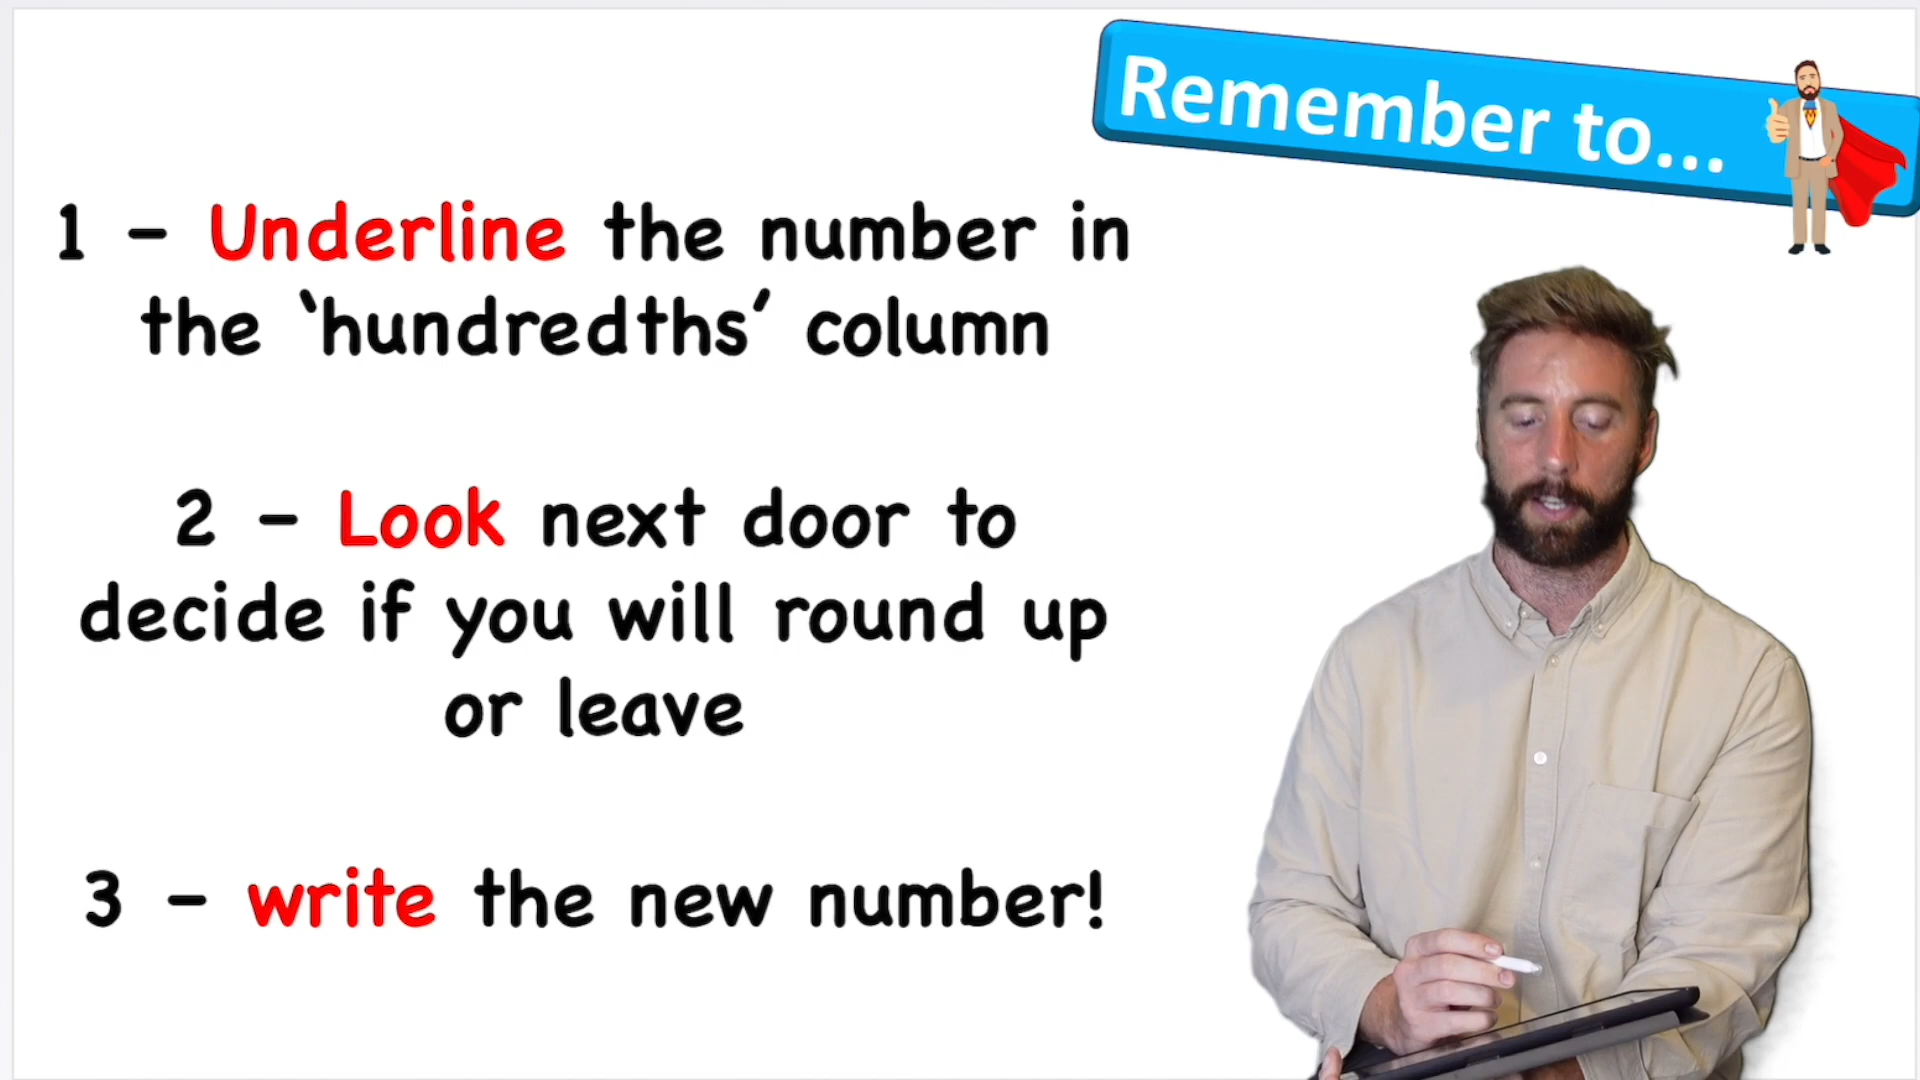 Remember to...
1 - Underline the number in
the ‘hundredths’ column
2 - Look next door to
decide if you will round up
or leave
3 - write the new number!